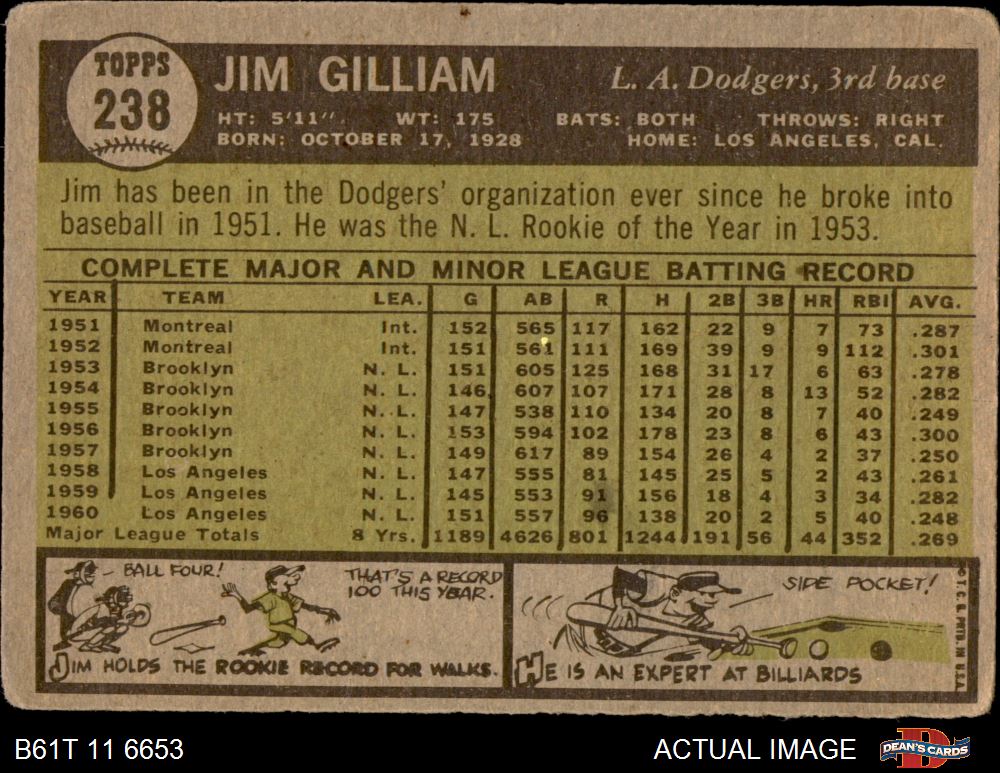 TOPPS
238
JIM GILLIAM
L. A. Dodgers, 3rd base
HT: 5'11". WT: 175 BATS: BOTH THROWS: RIGHT
BORN: OCTOBER 17, 1928 HOME: LOS ANGELES, CAL.
Jim has been in the Dodgers' organization ever since he broke into
baseball in 1951. He was the N. L. Rookie of the Year in 1953.
COMPLETE MAJOR AND MINOR LEAGUE BATTING RECORD
YEAR TEAM LEA. G AB R H 2B 3B HR RBI AVG.
1951 Montreal Int. 152 565 117 162 22 9 7 73 .287
1952 Montreal Int. 151 561 111 169 39 9 9 112 .301
1953 Brooklyn N. L. 151 605 125 168 31 17 6 63 .278
1954 Brooklyn N. L. 146 607 107 171 28 8 13 52 .282
1955 Brooklyn N. L. 147 538 110 134 20 8 7 40 .249
1956 Brooklyn N. L. 153 594 102 178 23 8 6 43 .300
1957 Brooklyn N. L. 149 617 89 154 26 4 2 37 .250
1958 Los Angeles N. L. 147 555 81 145 25 5 2 43 .261
1959 Los Angeles N. L. 145 553 91 156 18 4 3 34 .282
1960 Los Angeles N. L. 151 557 96 138 20 2 5 40 .248
Major League Totals 8 Yrs. 1189 4626 801 1244 191 56 44 352 .269
BALL FOUR!
THAT'S A RECORD
100 THIS YEAR.
JIM HOLDS THE ROOKIE RECORD FOR WALKS.
SIDE POCKET!
HE IS AN EXPERT AT BILLIARDS
© T. C. G. PRTD. IN U.S.A.
B61T 11 6653
ACTUAL IMAGE
DEAN'S CARDS